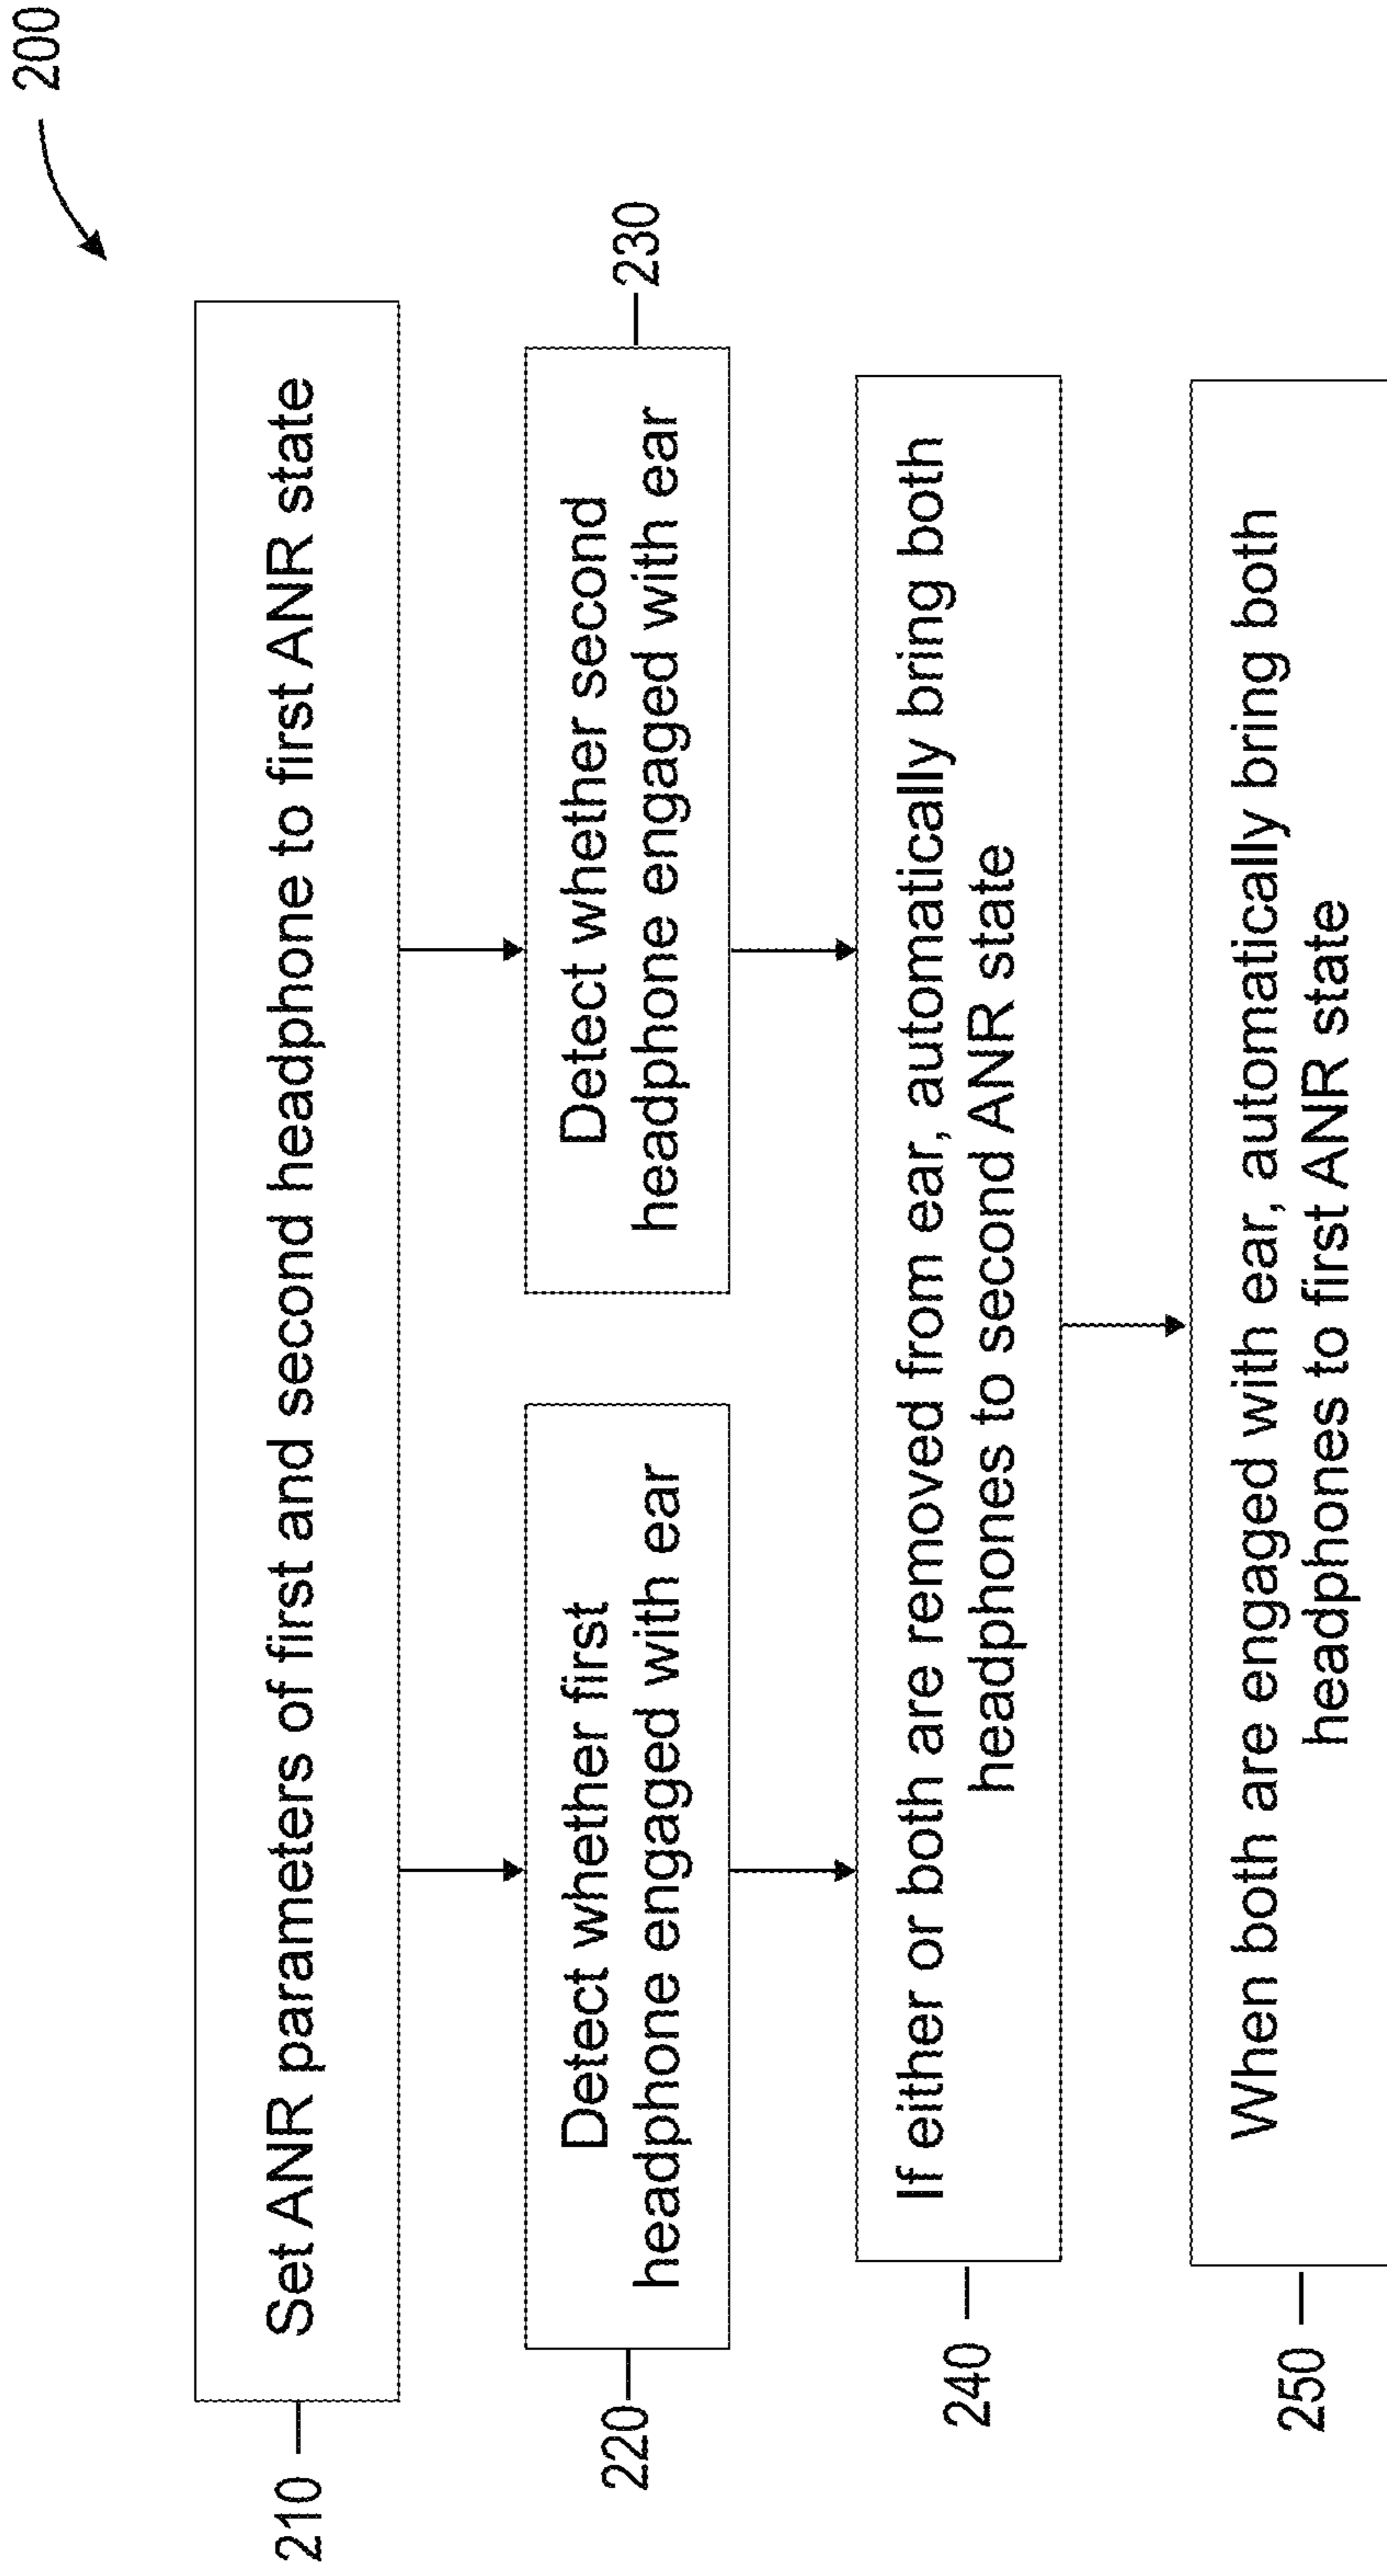 200
210
Set ANR parameters of first and second headphone to first ANR state
220
Detect whether first
headphone engaged with ear
Detect whether second
headphone engaged with ear
230
240
If either or both are removed from ear, automatically bring both
headphones to second ANR state
250
When both are engaged with ear, automatically bring both
headphones to first ANR state